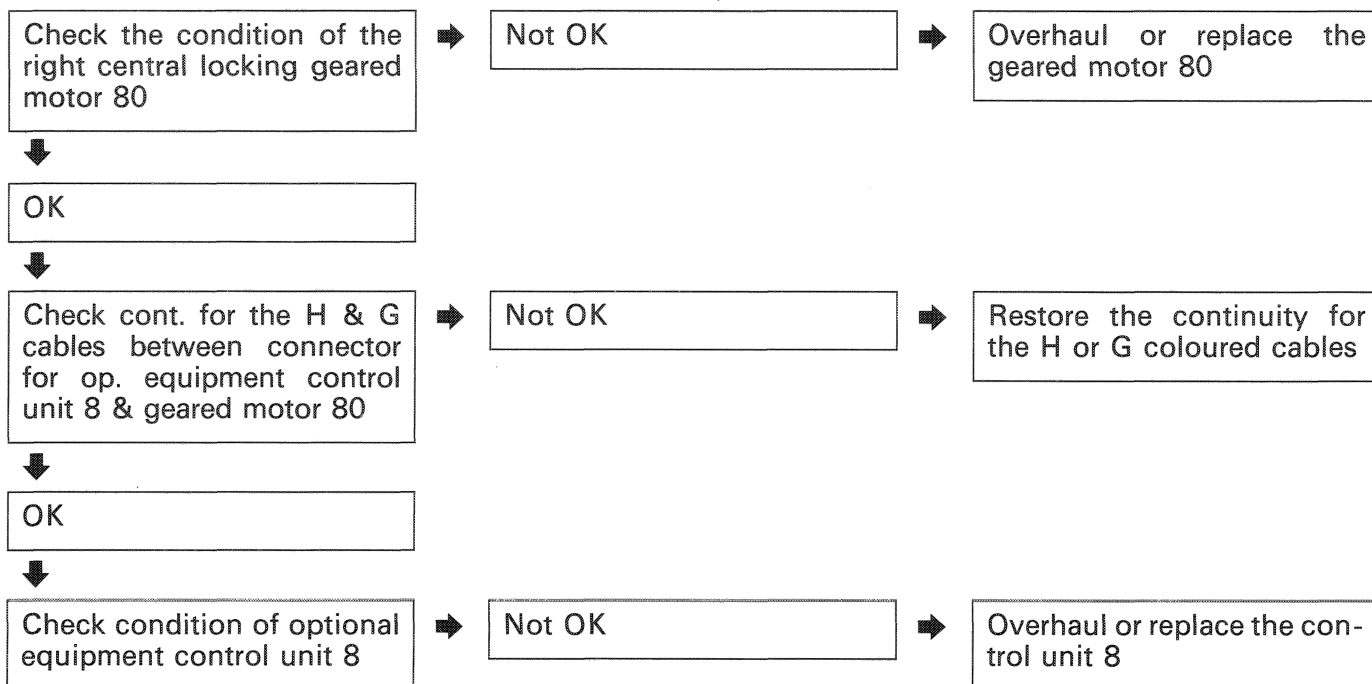 Check the condition of the
right central locking geared
motor 80
Not OK
Overhaul or replace the
geared motor 80
OK
Check cont. for the H & G
cables between connector
for op. equipment control
unit 8 & geared motor 80
Not OK
Restore the continuity for
the H or G coloured cables
OK
Check condition of optional
equipment control unit 8
Not OK
Overhaul or replace the con-
trol unit 8